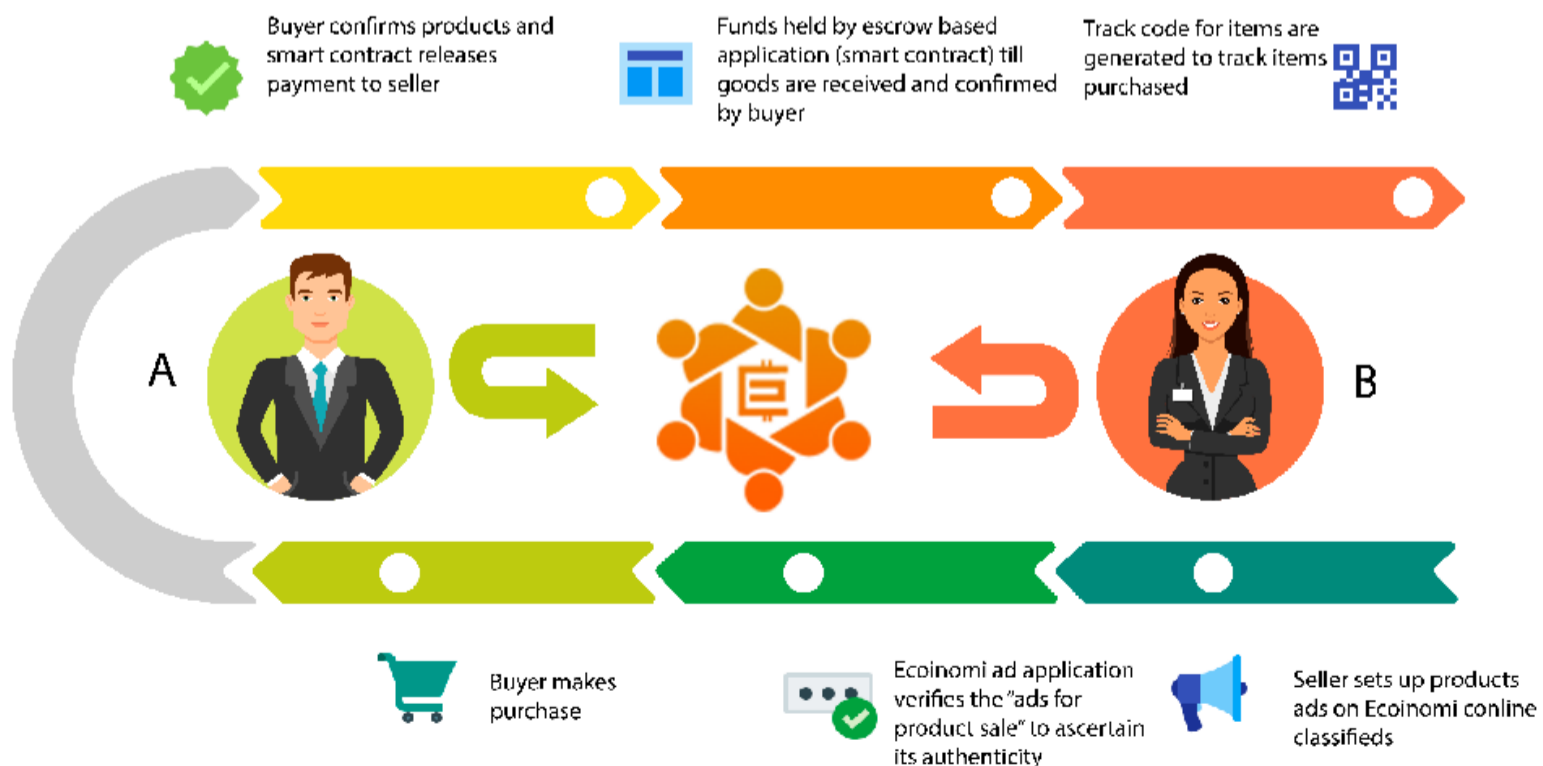 Buyer confirms products and
smart contract releases
payment to seller
Funds held by escrow based
application (smart contract) till
goods are received and confirmed
by buyer
Track code for items are
generated to track items
purchased
A
B
Buyer makes
purchase
Ecoinomi ad application
verifies the "ads for
product sale" to ascertain
its authenticity
Seller sets up products
ads on Ecoinomi conline
classifieds